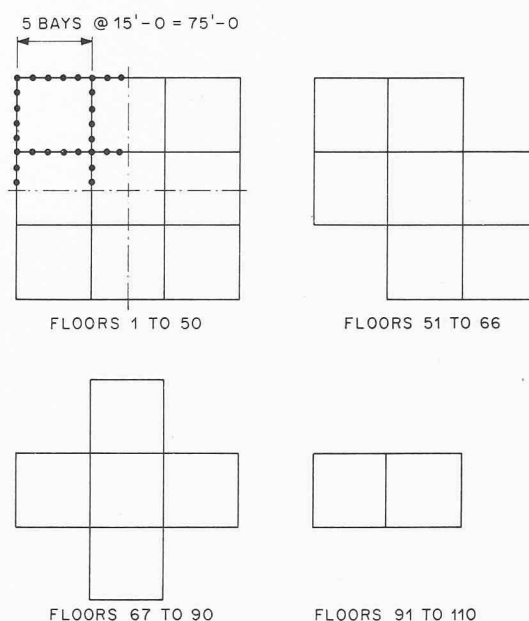 5 BAYS @ 15'-0 = 75'-0
FLOORS 1 TO 50
FLOORS 51 TO 66
FLOORS 67 TO 90
FLOORS 91 TO 110